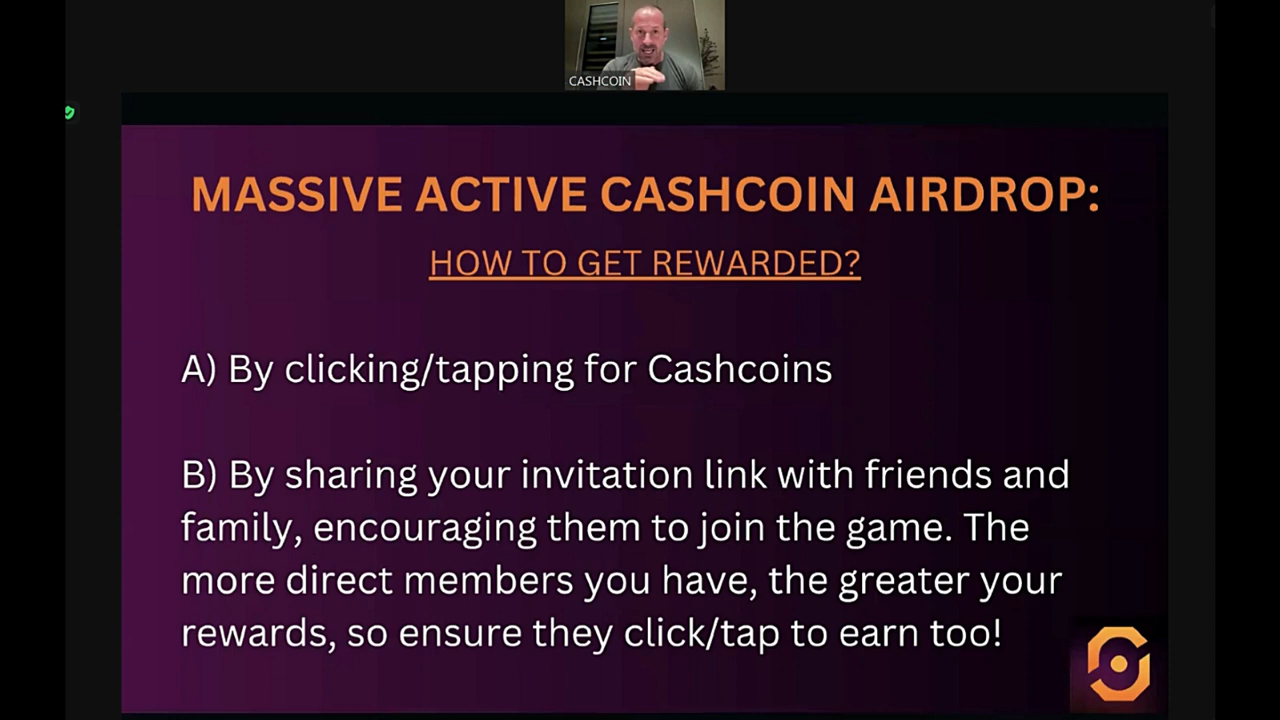 CASHCOIN
MASSIVE ACTIVE CASHCOIN AIRDROP:
HOW TO GET REWARDED?
A) By clicking/tapping for Cashcoins
B) By sharing your invitation link with friends and
family, encouraging them to join the game. The
more direct members you have, the greater your
rewards, so ensure they click/tap to earn too!